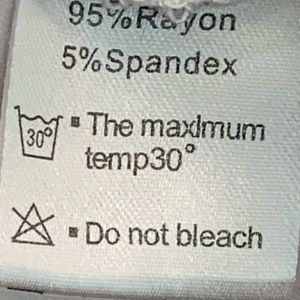 95%Rayon
5%Spandex
30° ▪ The maxlmum
temp30°
▪ Do not bleach